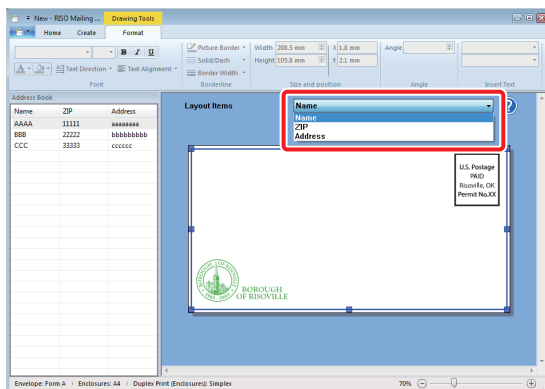 New - RISO Mailing ... Drawing Tools
Home Create Format
Picture Border Width 208.5 mm X 1.8 mm Angle
B I U Solid/Dash Height 105.8 mm Y 2.1 mm
A Text Direction Text Alignment Border Width
Font Borderline Size and position Angle Insert Text
Address Book
Name ZIP Address
AAAA 11111 aaaaaaaa
BBB 22222 bbbbbbbbbb
CCC 33333 cccccc
Layout Items Name ?
Name
ZIP
Address
U.S. Postage
PAID
Risoville, OK
Permit No.XX
BOROUGH OF RISOVILLE
BOROUGH
OF RISOVILLE
Envelope: Form A Enclosures: A4 Duplex Print (Enclosures): Simplex 70%